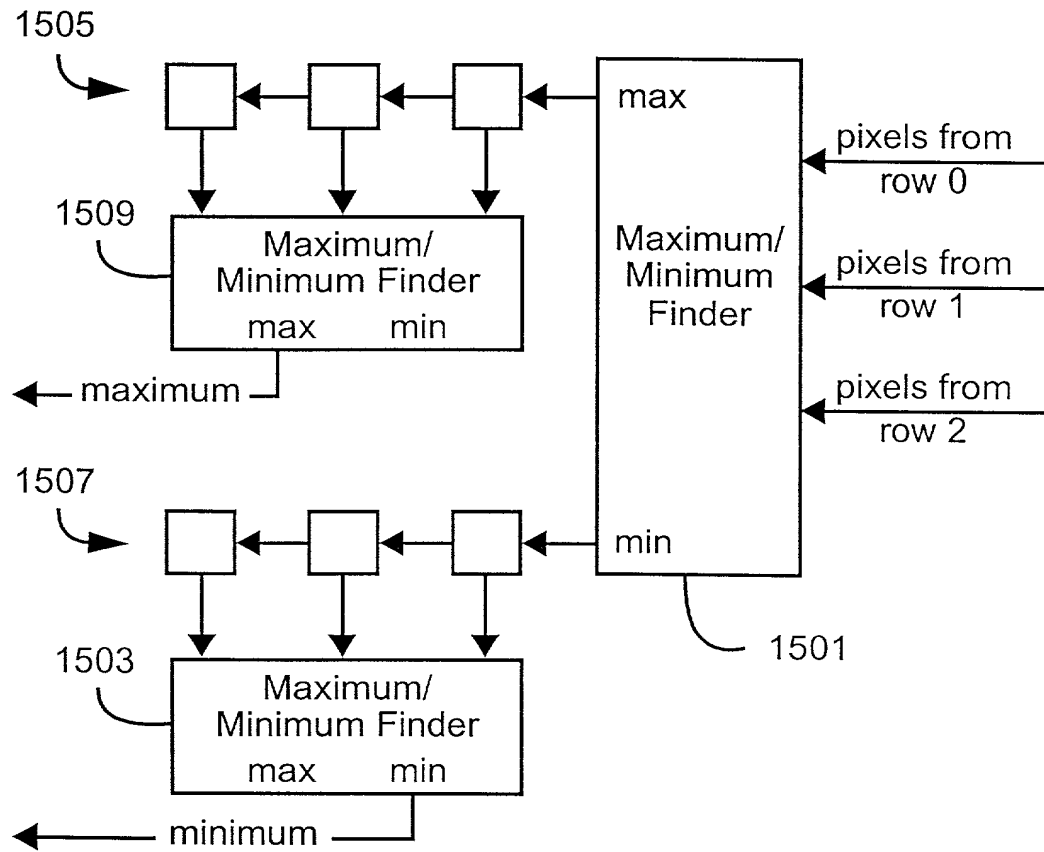 1505
max
pixels from
row 0
1509
Maximum/
Minimum Finder
max min
maximum
Maximum/
Minimum
Finder
pixels from
row 1
pixels from
row 2
1507
min
1501
1503
Maximum/
Minimum Finder
max min
minimum